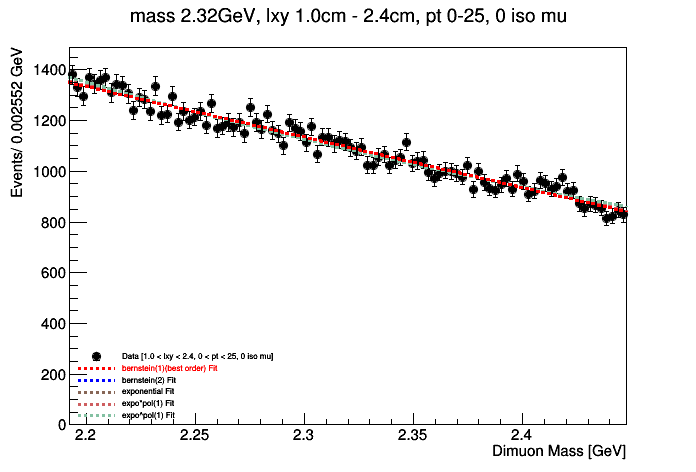 mass 2.32GeV, lxy 1.0cm - 2.4cm, pt 0-25, 0 iso mu
Events/ 0.002552 GeV
1400
1200
1000
800
600
400
200
0
Data [1.0 < lxy < 2.4, 0 < pt < 25, 0 iso mu]
bernstein(1)(best order) Fit
bernstein(2) Fit
exponential Fit
expo*pol(1) Fit
expo^pol(1) Fit
2.2 2.25 2.3 2.35 2.4
Dimuon Mass [GeV]